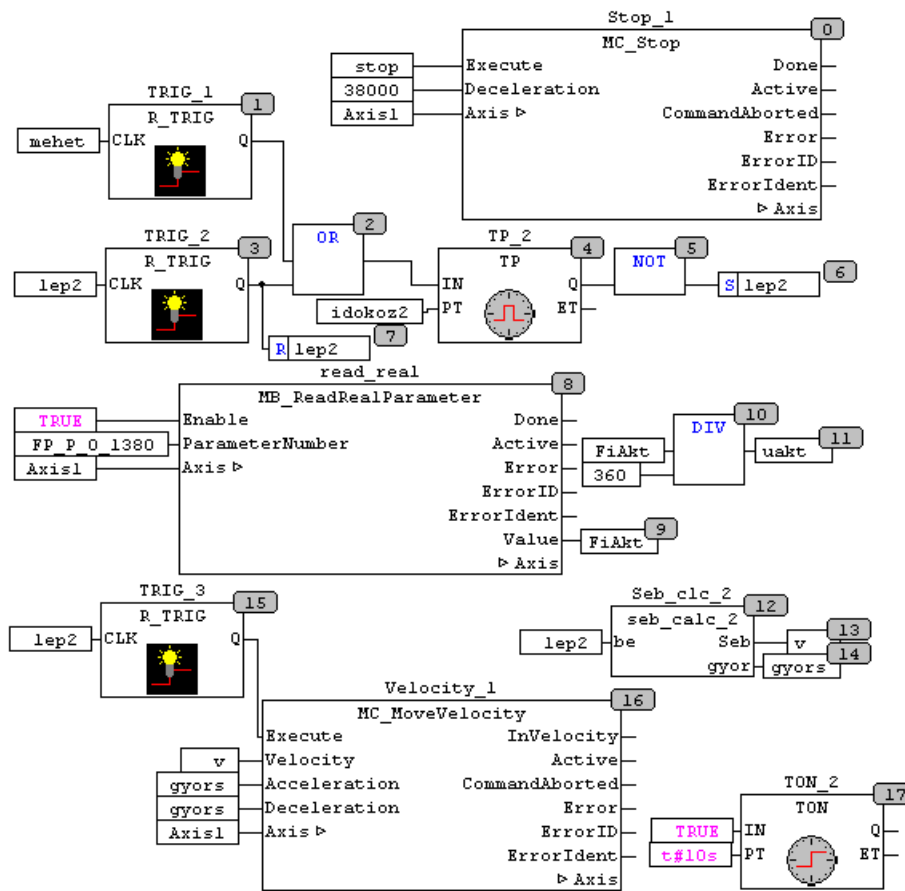 Stop_1
0
MC_Stop
stop
Execute
Done
38000
Deceleration
Active
Axis1
Axis
CommandAborted
Error
ErrorID
ErrorIdent
Axis
TRIG_1
1
R_TRIG
mehet
CLK
Q
TRIG_2
3
R_TRIG
lep2
CLK
Q
OR
2
TP_2
4
TP
IN
Q
idokoz2
PT
ET
NOT
5
S
lep2
6
R
lep2
7
read_real
8
MB_ReadRealParameter
TRUE
Enable
Done
FP_P_0_1380
ParameterNumber
Active
Axis1
Axis
Error
ErrorID
ErrorIdent
Value
FiAkt
9
Axis
DIV
10
FiAkt
360
uakt
11
TRIG_3
15
R_TRIG
lep2
CLK
Q
Seb_clc_2
12
seb_calc_2
lep2
be
Seb
v
13
gyor
gyors
14
Velocity_1
16
MC_MoveVelocity
Execute
InVelocity
v
Velocity
Active
gyors
Acceleration
CommandAborted
gyors
Deceleration
Error
Axis1
Axis
ErrorID
ErrorIdent
Axis
TON_2
17
TON
TRUE
IN
Q
t#10s
PT
ET